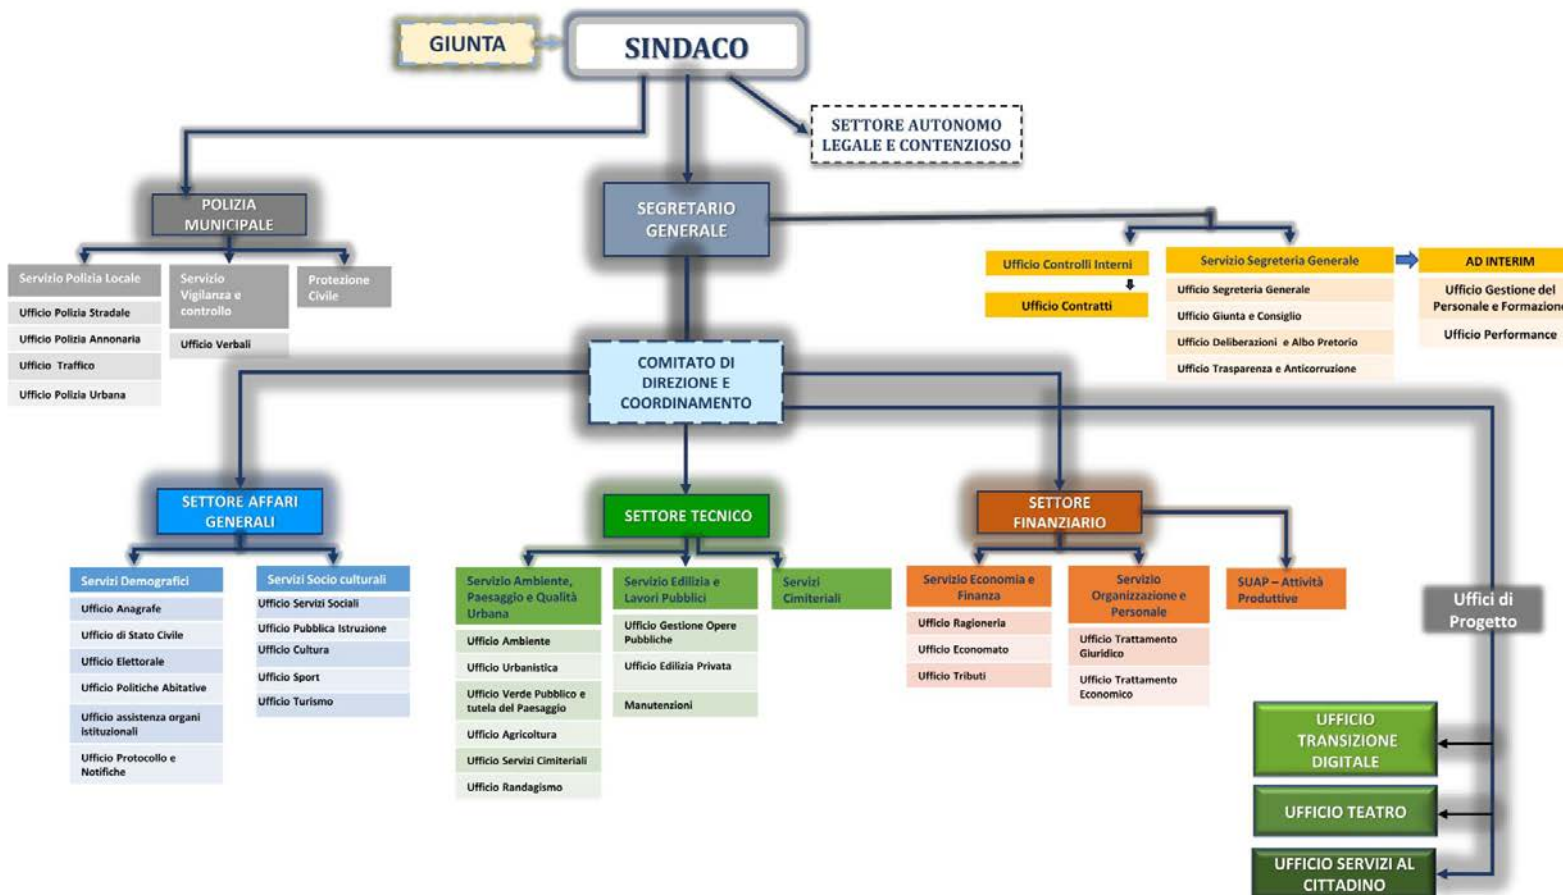 GIUNTA
SINDACO
SETTORE AUTONOMO
LEGALE E CONTENZIOSO
POLIZIA
MUNICIPALE
SEGRETARIO
GENERALE
Servizio Polizia Locale
Ufficio Polizia Stradale
Ufficio Polizia Annonaria
Ufficio Traffico
Ufficio Polizia Urbana
Servizio
Vigilanza e
controllo
Ufficio Verbali
Protezione
Civile
Ufficio Controlli Interni
Ufficio Contratti
Servizio Segreteria Generale
Ufficio Segreteria Generale
Ufficio Giunta e Consiglio
Ufficio Deliberazioni e Albo Pretorio
Ufficio Trasparenza e Anticorruzione
AD INTERIM
Ufficio Gestione del
Personale e Formazione
Ufficio Performance
COMITATO DI
DIREZIONE E
COORDINAMENTO
SETTORE AFFARI
GENERALI
SETTORE TECNICO
SETTORE
FINANZIARIO
Servizi Demografici
Ufficio Anagrafe
Ufficio di Stato Civile
Ufficio Elettorale
Ufficio Politiche Abitative
Ufficio assistenza organi
istituzionali
Ufficio Protocollo e
Notifiche
Servizi Socio culturali
Ufficio Servizi Sociali
Ufficio Pubblica Istruzione
Ufficio Cultura
Ufficio Sport
Ufficio Turismo
Servizio Ambiente,
Paesaggio e Qualità
Urbana
Ufficio Ambiente
Ufficio Urbanistica
Ufficio Verde Pubblico e
tutela del Paesaggio
Ufficio Agricoltura
Ufficio Servizi Cimiteriali
Ufficio Randagismo
Servizio Edilizia e
Lavori Pubblici
Ufficio Gestione Opere
Pubbliche
Ufficio Edilizia Privata
Manutenzioni
Servizi
Cimiteriali
Servizio Economia e
Finanza
Ufficio Ragioneria
Ufficio Economato
Ufficio Tributi
Servizio
Organizzazione e
Personale
Ufficio Trattamento
Giuridico
Ufficio Trattamento
Economico
SUAP – Attività
Produttive
Uffici di
Progetto
UFFICIO
TRANSIZIONE
DIGITALE
UFFICIO TEATRO
UFFICIO SERVIZI AL
CITTADINO